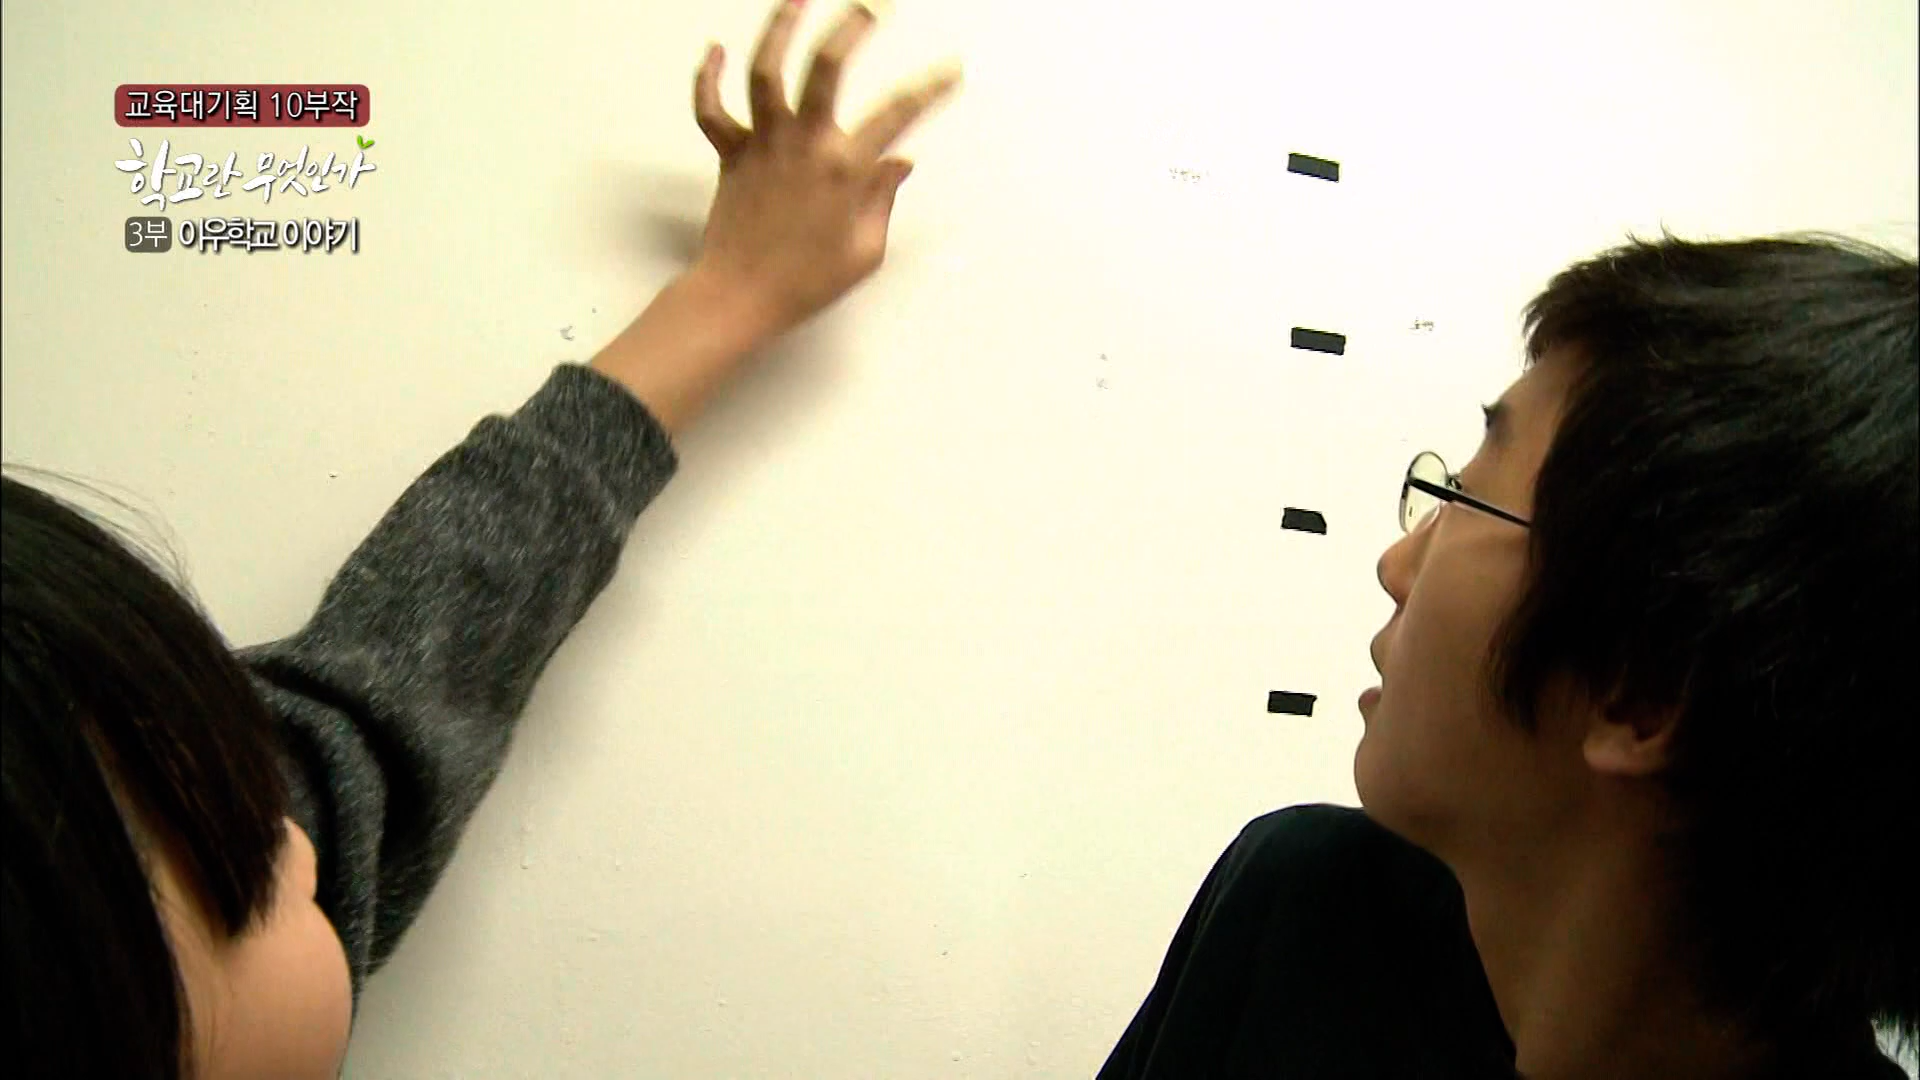 교육대기획 10부작
학교란 무엇인가
3부 이우학교 이야기